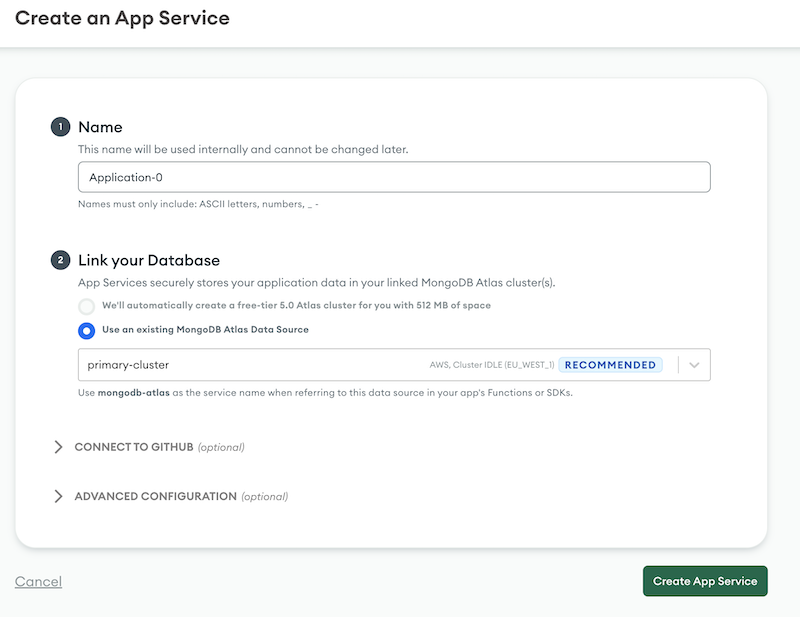 Create an App Service
1 Name
This name will be used internally and cannot be changed later.
Application-0
Names must only include: ASCII letters, numbers, _ -
2 Link your Database
App Services securely stores your application data in your linked MongoDB Atlas cluster(s).
We'll automatically create a free-tier 5.0 Atlas cluster for you with 512 MB of space
Use an existing MongoDB Atlas Data Source
primary-cluster AWS, Cluster IDLE (EU_WEST_1) RECOMMENDED
Use mongodb-atlas as the service name when referring to this data source in your app's Functions or SDKs.
CONNECT TO GITHUB (optional)
ADVANCED CONFIGURATION (optional)
Cancel Create App Service